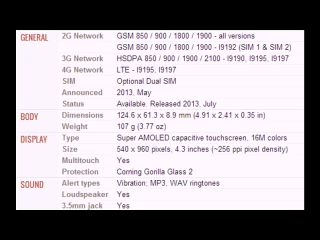 GENERAL 2G Network GSM 850 / 900 / 1800 / 1900 - all versions
GSM 850 / 900 / 1800 / 1900 - I9192 (SIM 1 & SIM 2)
3G Network HSDPA 850 / 900 / 1900 / 2100 - I9190, I9195, I9197
4G Network LTE - I9195, I9197
SIM Optional Dual SIM
Announced 2013, May
Status Available. Released 2013, July
BODY Dimensions 124.6 x 61.3 x 8.9 mm (4.91 x 2.41 x 0.35 in)
Weight 107 g (3.77 oz)
DISPLAY Type Super AMOLED capacitive touchscreen, 16M colors
Size 540 x 960 pixels, 4.3 inches (~256 ppi pixel density)
Multitouch Yes
Protection Corning Gorilla Glass 2
SOUND Alert types Vibration; MP3, WAV ringtones
Loudspeaker Yes
3.5mm jack Yes